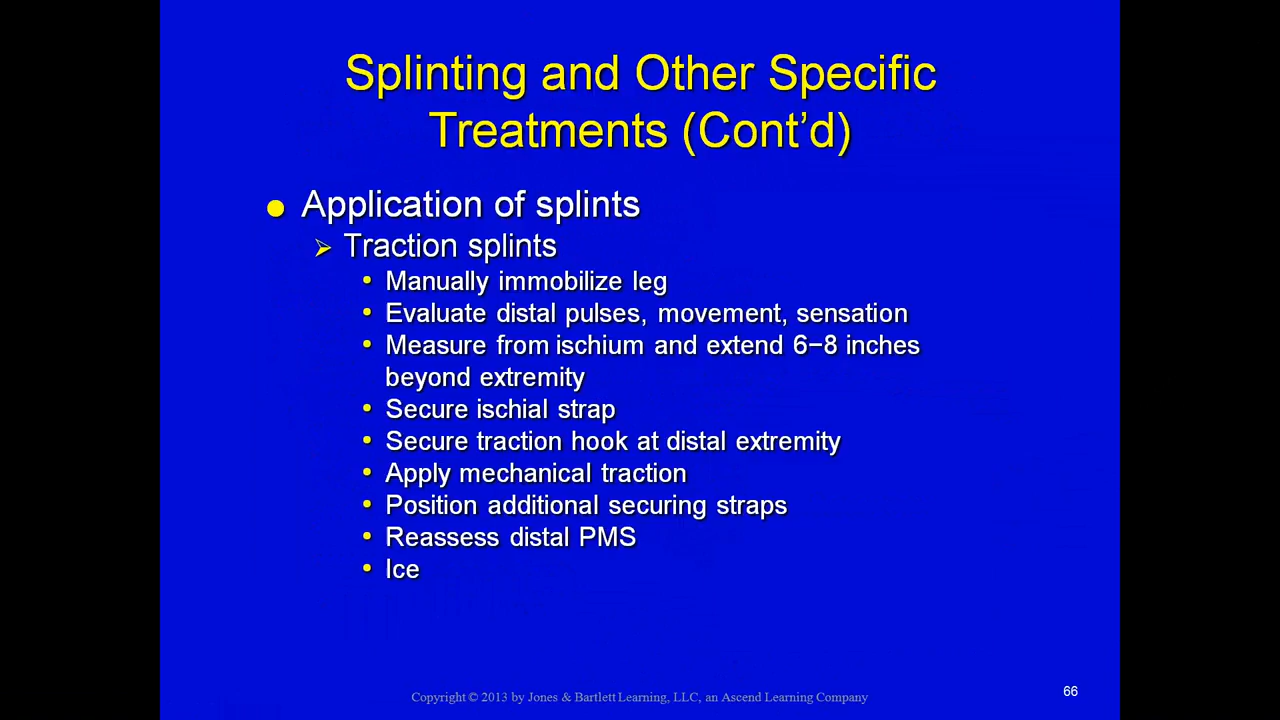 Splinting and Other Specific
Treatments (Cont’d)
Application of splints
Traction splints
Manually immobilize leg
Evaluate distal pulses, movement, sensation
Measure from ischium and extend 6−8 inches
beyond extremity
Secure ischial strap
Secure traction hook at distal extremity
Apply mechanical traction
Position additional securing straps
Reassess distal PMS
Ice
Copyright © 2013 by Jones & Bartlett Learning, LLC, an Ascend Learning Company
66